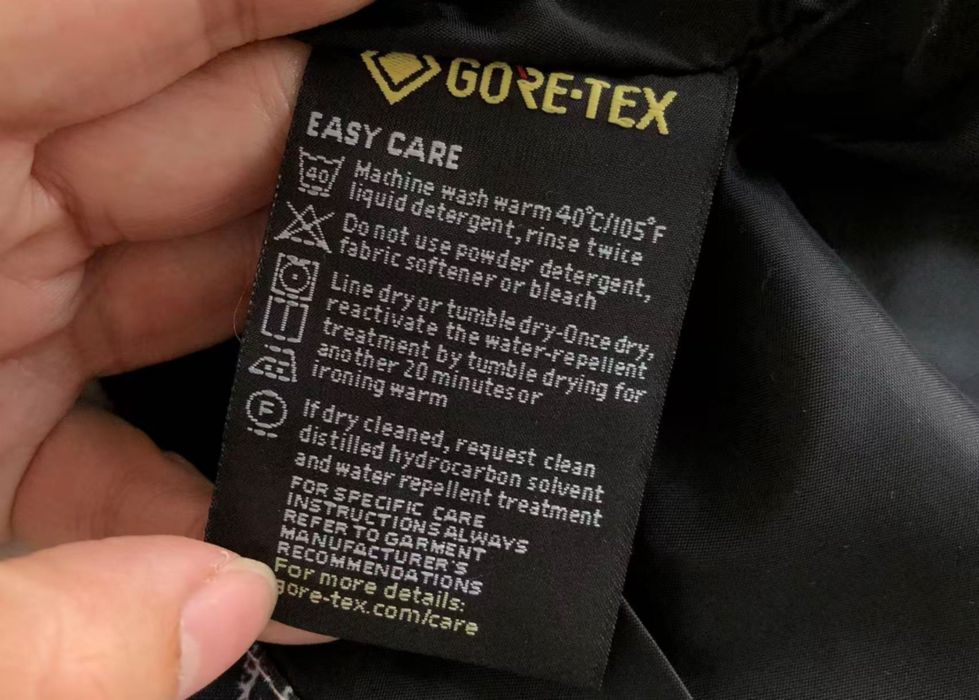 GORE-TEX
EASY CARE
40
Machine wash warm 40°C/105°F
liquid detergent, rinse twice
Do not use powder detergent,
fabric softener or bleach
Line dry or tumble dry-Once dry,
reactivate the water-repellent
treatment by tumble drying for
another 20 minutes or
ironing warm
F
If dry cleaned, request clean
distilled hydrocarbon solvent
and water repellent treatment
FOR SPECIFIC CARE
INSTRUCTIONS ALWAYS
REFER TO GARMENT
MANUFACTURER'S
RECOMMENDATIONS
For more details:
gore-tex.com/care